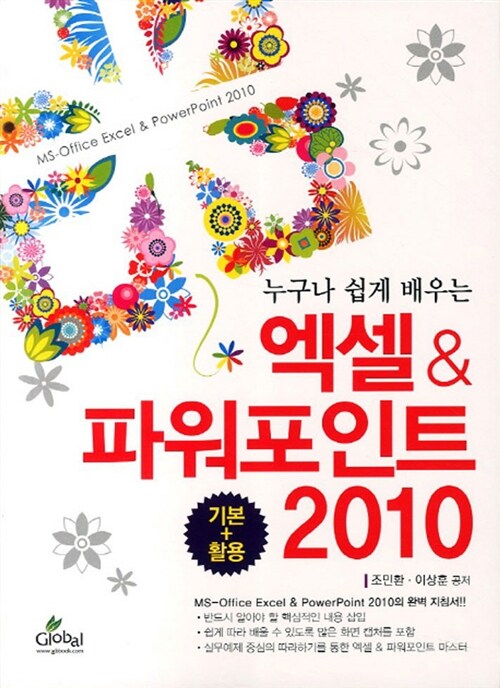 MS-Office Excel & PowerPoint 2010
누구나 쉽게 배우는
엑셀 &
파워포인트
2010
기본
+
활용
조민환 · 이상훈 공저
MS-Office Excel & PowerPoint 2010의 완벽 지침서!!
• 반드시 알아야 할 핵심적인 내용 삽입
• 쉽게 따라 배울 수 있도록 많은 화면 캡처를 포함
• 실무예제 중심의 따라하기를 통한 엑셀 & 파워포인트 마스터
Global
www.gbbook.com